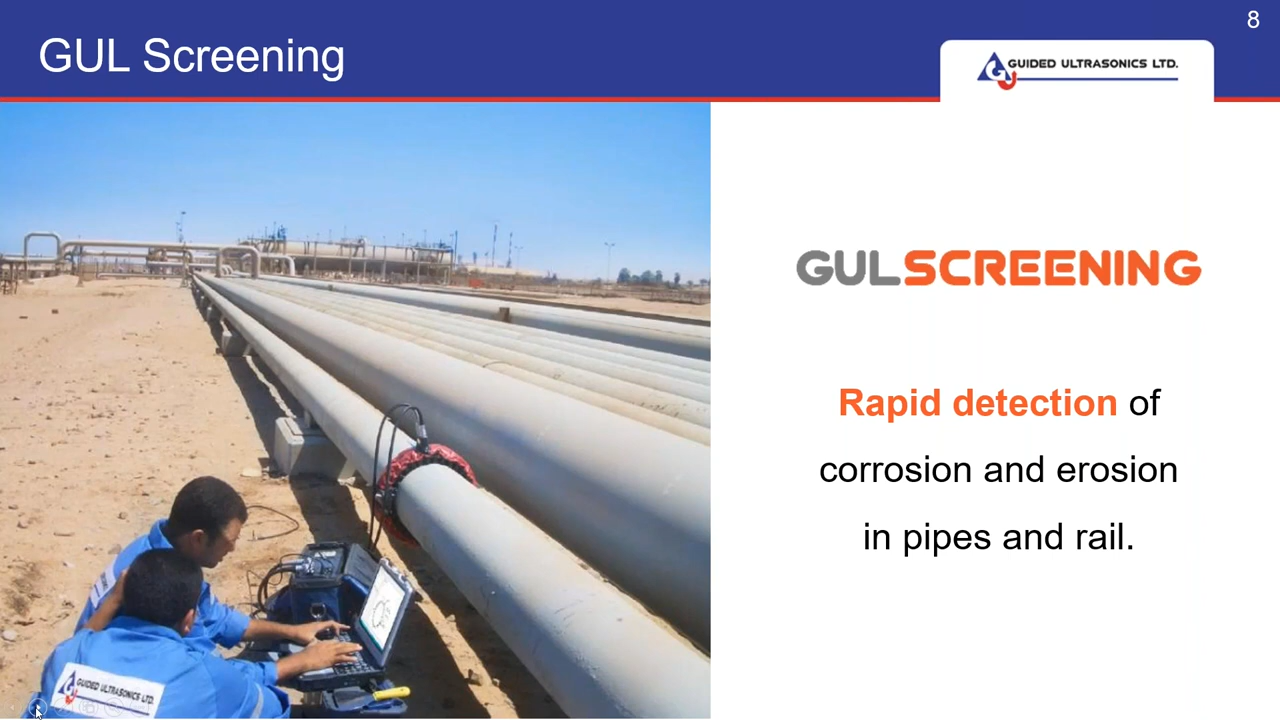 8
GUL Screening
GUIDED ULTRASONICS LTD.
GULSCREENING
Rapid detection of
corrosion and erosion
in pipes and rail.
GUIDED ULTRASONICS LTD.